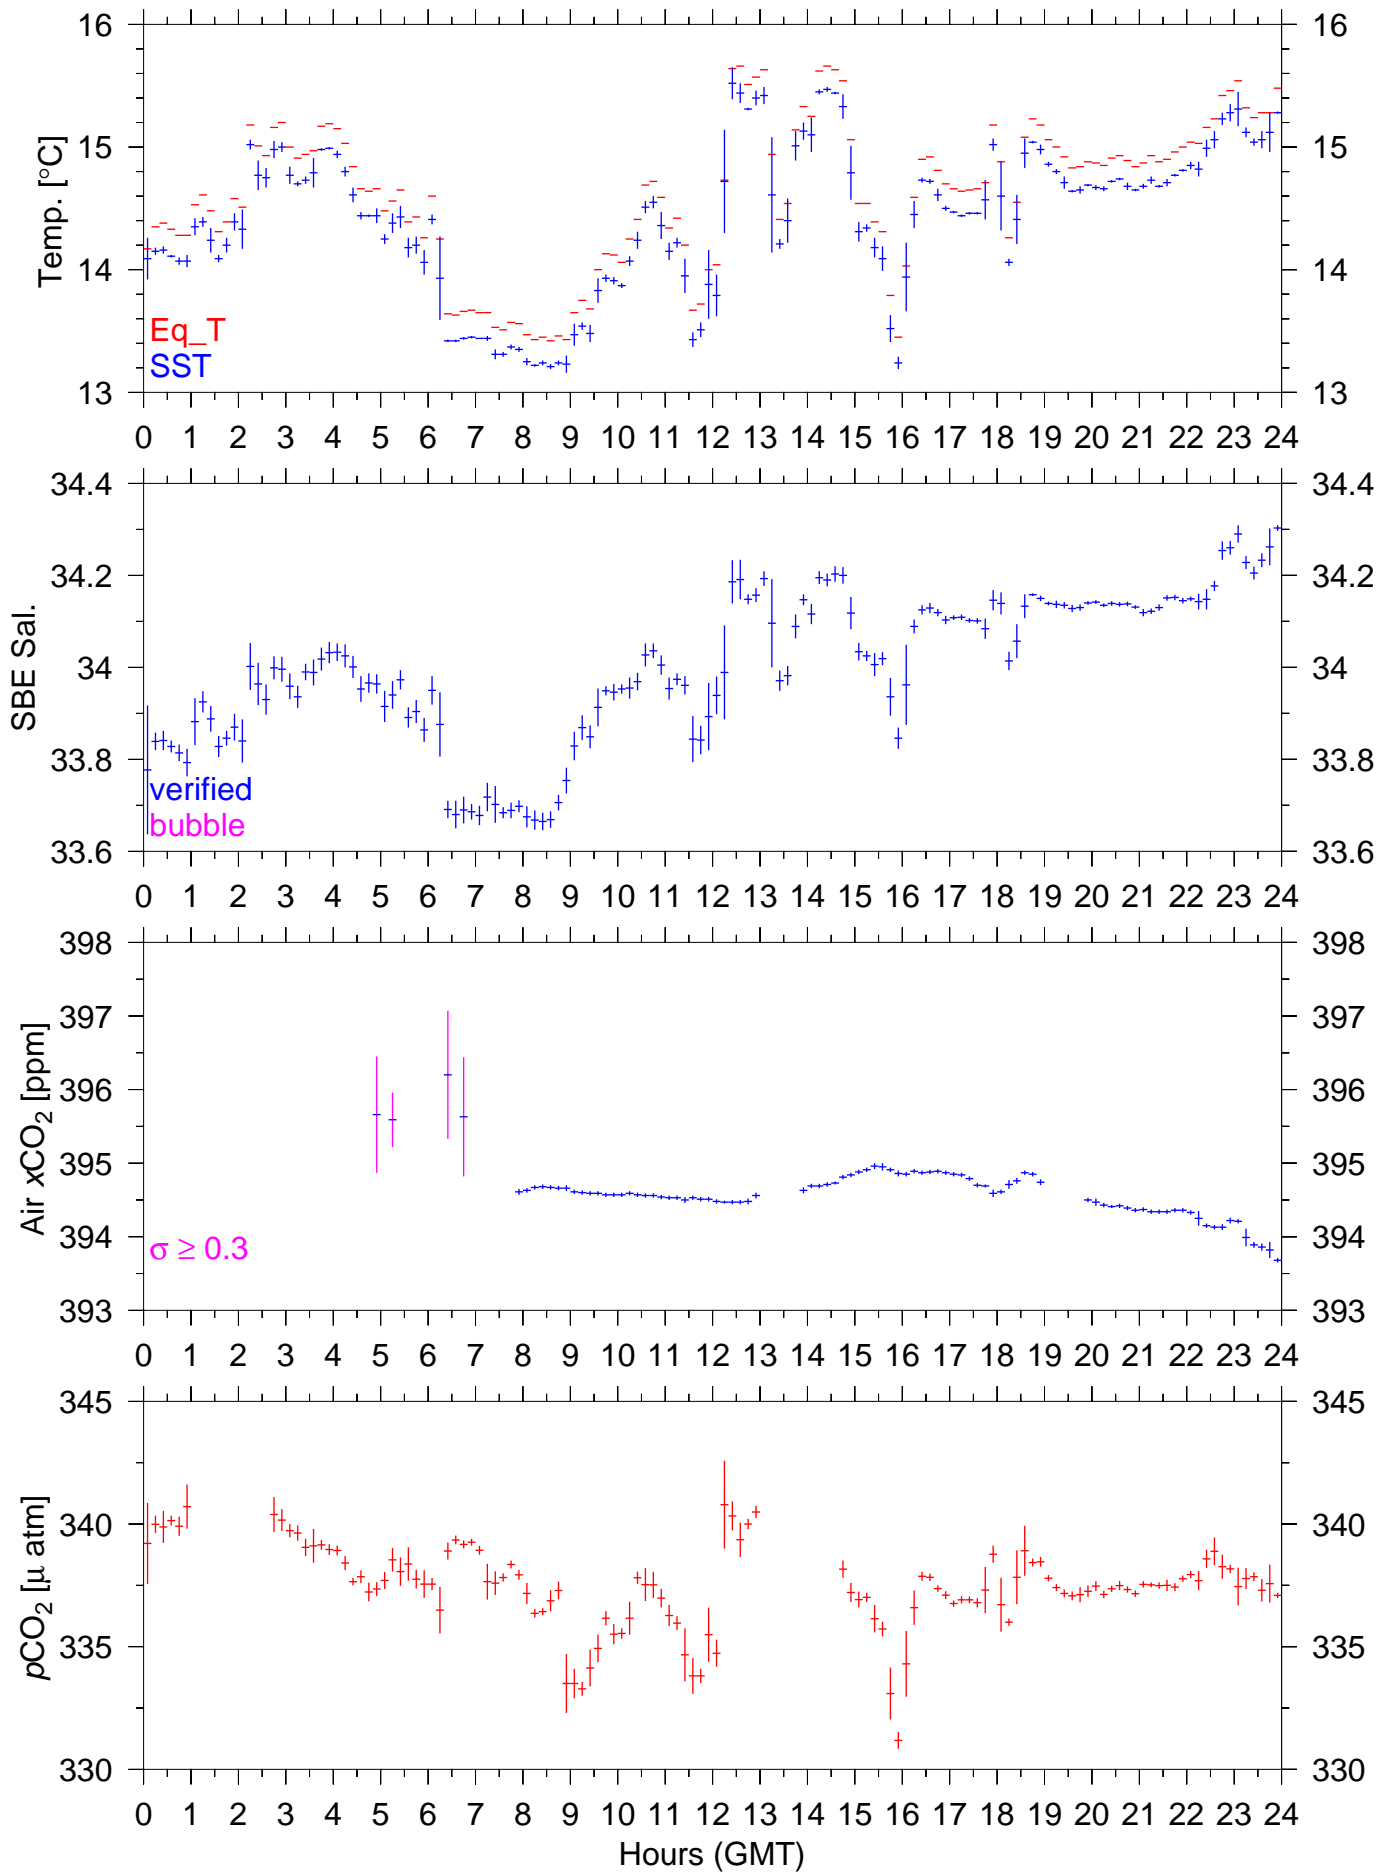 16 16
15 15
14 14
13 13
Temp. [°C]
Eq_T
SST
0 1 2 3 4 5 6 7 8 9 10 11 12 13 14 15 16 17 18 19 20 21 22 23 24
34.4 34.4
34.2 34.2
34 34
33.8 33.8
33.6 33.6
SBE Sal.
verified
bubble
0 1 2 3 4 5 6 7 8 9 10 11 12 13 14 15 16 17 18 19 20 21 22 23 24
398 398
397 397
396 396
395 395
394 394
393 393
Air xCO₂ [ppm]
σ ≥ 0.3
0 1 2 3 4 5 6 7 8 9 10 11 12 13 14 15 16 17 18 19 20 21 22 23 24
345 345
340 340
335 335
330 330
pCO₂ [μ atm]
0 1 2 3 4 5 6 7 8 9 10 11 12 13 14 15 16 17 18 19 20 21 22 23 24
Hours (GMT)